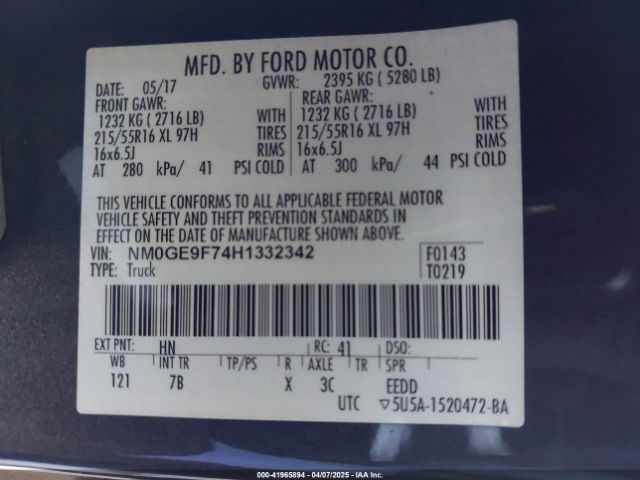 MFD. BY FORD MOTOR CO.
DATE: 05/17 GVWR: 2395 KG ( 5280 LB)
FRONT GAWR: REAR GAWR:
1232 KG ( 2716 LB) WITH 1232 KG ( 2716 LB) WITH
215/55R16 XL 97H TIRES 215/55R16 XL 97H TIRES
16x6.5J RIMS 16x6.5J RIMS
AT 280 kPa/ 41 PSI COLD AT 300 kPa/ 44 PSI COLD
THIS VEHICLE CONFORMS TO ALL APPLICABLE FEDERAL MOTOR
VEHICLE SAFETY AND THEFT PREVENTION STANDARDS IN
EFFECT ON THE DATE OF MANUFACTURE SHOWN ABOVE.
VIN: NM0GE9F74H1332342 F0143
TYPE: Truck T0219
EXT PNT: HN RC: 41 DSO:
WB INT TR TP/PS R AXLE TR SPR
121 7B X 3C EEDD
UTC ▽5U5A-1520472-BA
© IAA: 41965894 | 04/07/2025 - IAA Inc.